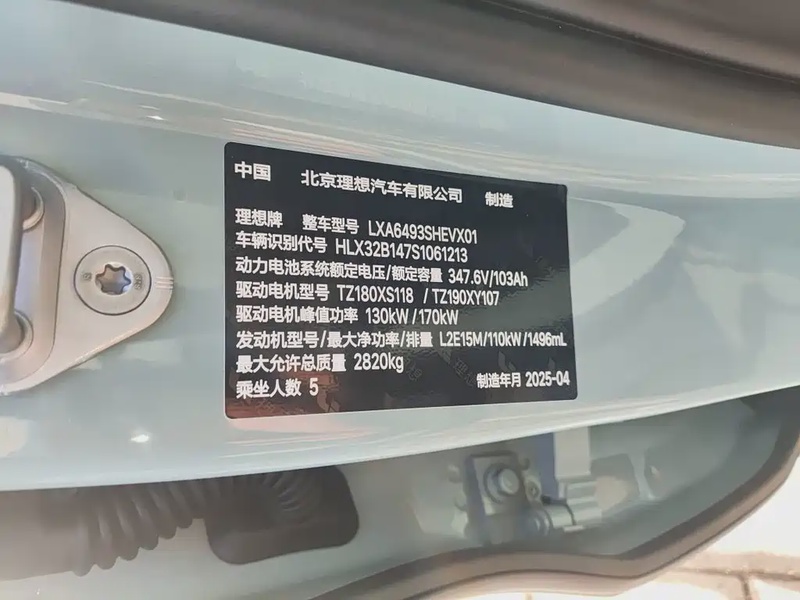 中国 北京理想汽车有限公司 制造
理想牌 整车型号 LXA6493SHEVX01
车辆识别代号 HLX32B147S1061213
动力电池系统额定电压/额定容量 347.6V/103Ah
驱动电机型号 TZ180XS118 / TZ190XY107
驱动电机峰值功率 130kW / 170kW
发动机型号/最大净功率/排量 L2E15M/110kW/1496mL
最大允许总质量 2820kg
乘坐人数 5 制造年月 2025-04